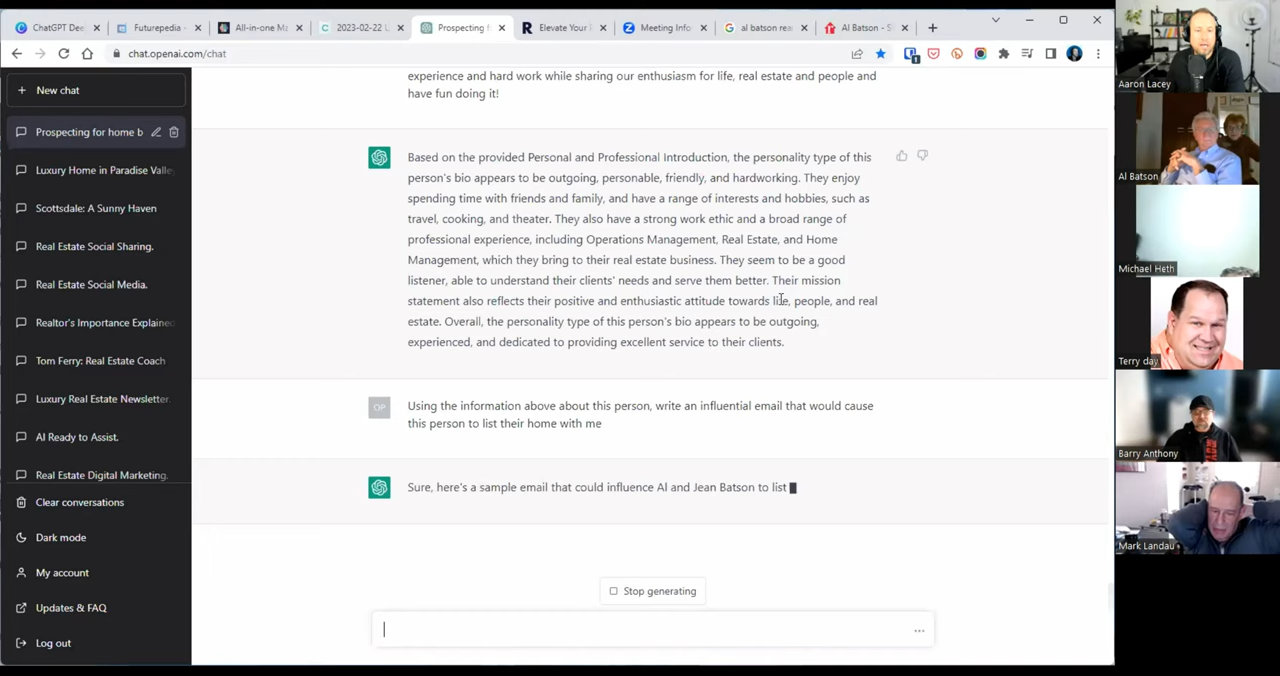 ChatGPT Des
Futurepedia -
All-in-one Ma
2023-02-22 L
Prospecting f
Elevate Your
Meeting Info
al batson rea
Al Batson - S
chat.openai.com/chat
New chat
Prospecting for home b
Luxury Home in Paradise Valley
Scottsdale: A Sunny Haven
Real Estate Social Sharing.
Real Estate Social Media.
Realtor's Importance Explained
Tom Ferry: Real Estate Coach
Luxury Real Estate Newsletter.
AI Ready to Assist.
Real Estate Digital Marketing.
Clear conversations
Dark mode
My account
Updates & FAQ
Log out
experience and hard work while sharing our enthusiasm for life, real estate and people and
have fun doing it!
Based on the provided Personal and Professional Introduction, the personality type of this
person's bio appears to be outgoing, personable, friendly, and hardworking. They enjoy
spending time with friends and family, and have a range of interests and hobbies, such as
travel, cooking, and theater. They also have a strong work ethic and a broad range of
professional experience, including Operations Management, Real Estate, and Home
Management, which they bring to their real estate business. They seem to be a good
listener, able to understand their clients' needs and serve them better. Their mission
statement also reflects their positive and enthusiastic attitude towards life, people, and real
estate. Overall, the personality type of this person's bio appears to be outgoing,
experienced, and dedicated to providing excellent service to their clients.
OP
Using the information above about this person, write an influential email that would cause
this person to list their home with me
Sure, here's a sample email that could influence Al and Jean Batson to list
Stop generating
Aaron Lacey
Al Batson
Michael Heth
Terry day
Barry Anthony
Mark Landau